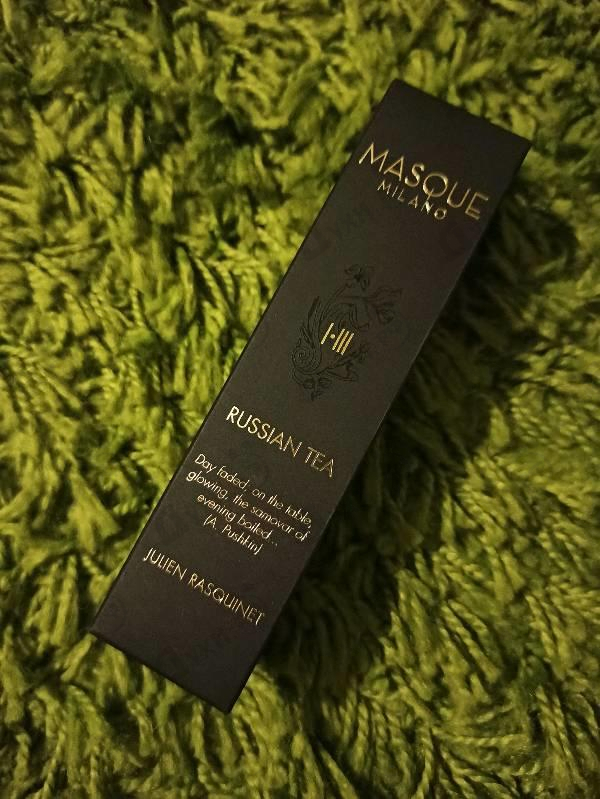 MASQUE
MILANO
I·III
RUSSIAN TEA
Day faded, on the table,
glowing, the samovar of
evening boiled...
(A. Pushkin)
JULIEN RASQUINET